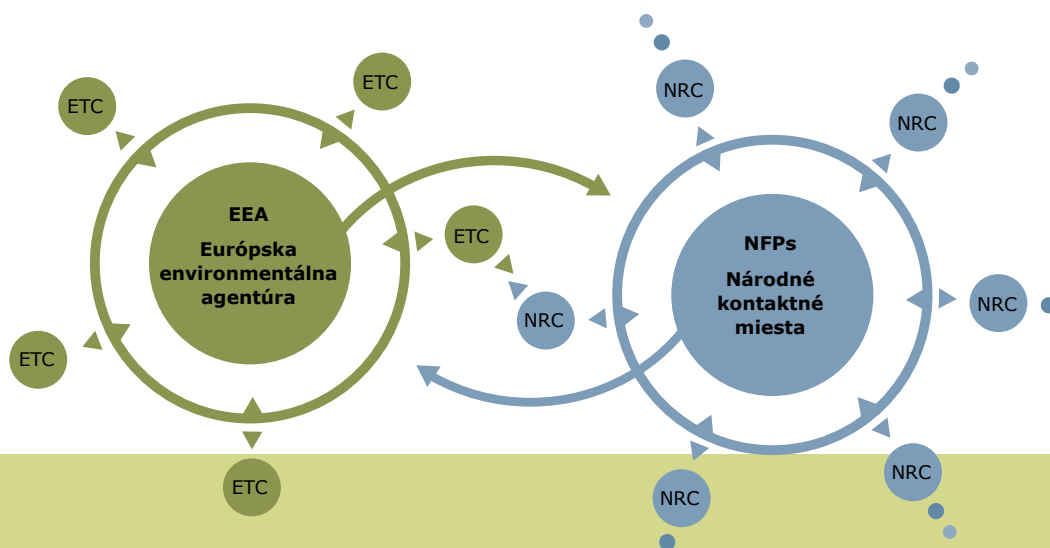 ETC
ETC
EEA
Európska
environmentálna
agentúra
ETC
ETC
ETC
NRC
NRC
NRC
NFPs
Národné
kontaktné
miesta
NRC
NRC
NRC